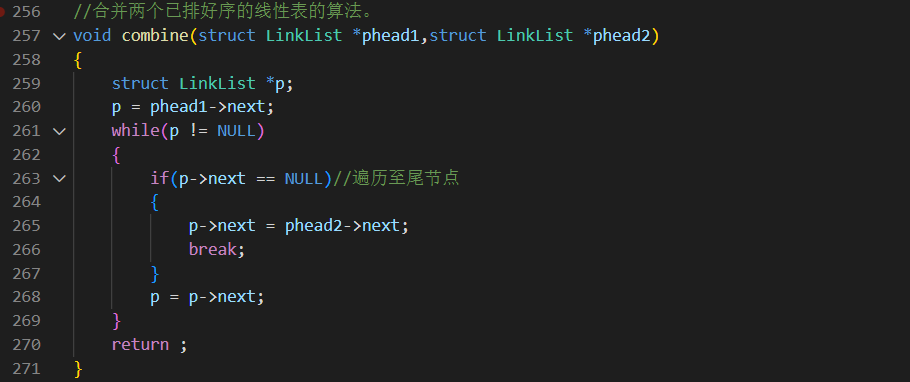 256 //合并两个已排好序的线性表的算法。
257 void combine(struct LinkList *phead1,struct LinkList *phead2)
258 {
259     struct LinkList *p;
260     p = phead1->next;
261     while(p != NULL)
262     {
263         if(p->next == NULL)//遍历至尾节点
264         {
265             p->next = phead2->next;
266             break;
267         }
268         p = p->next;
269     }
270     return ;
271 }